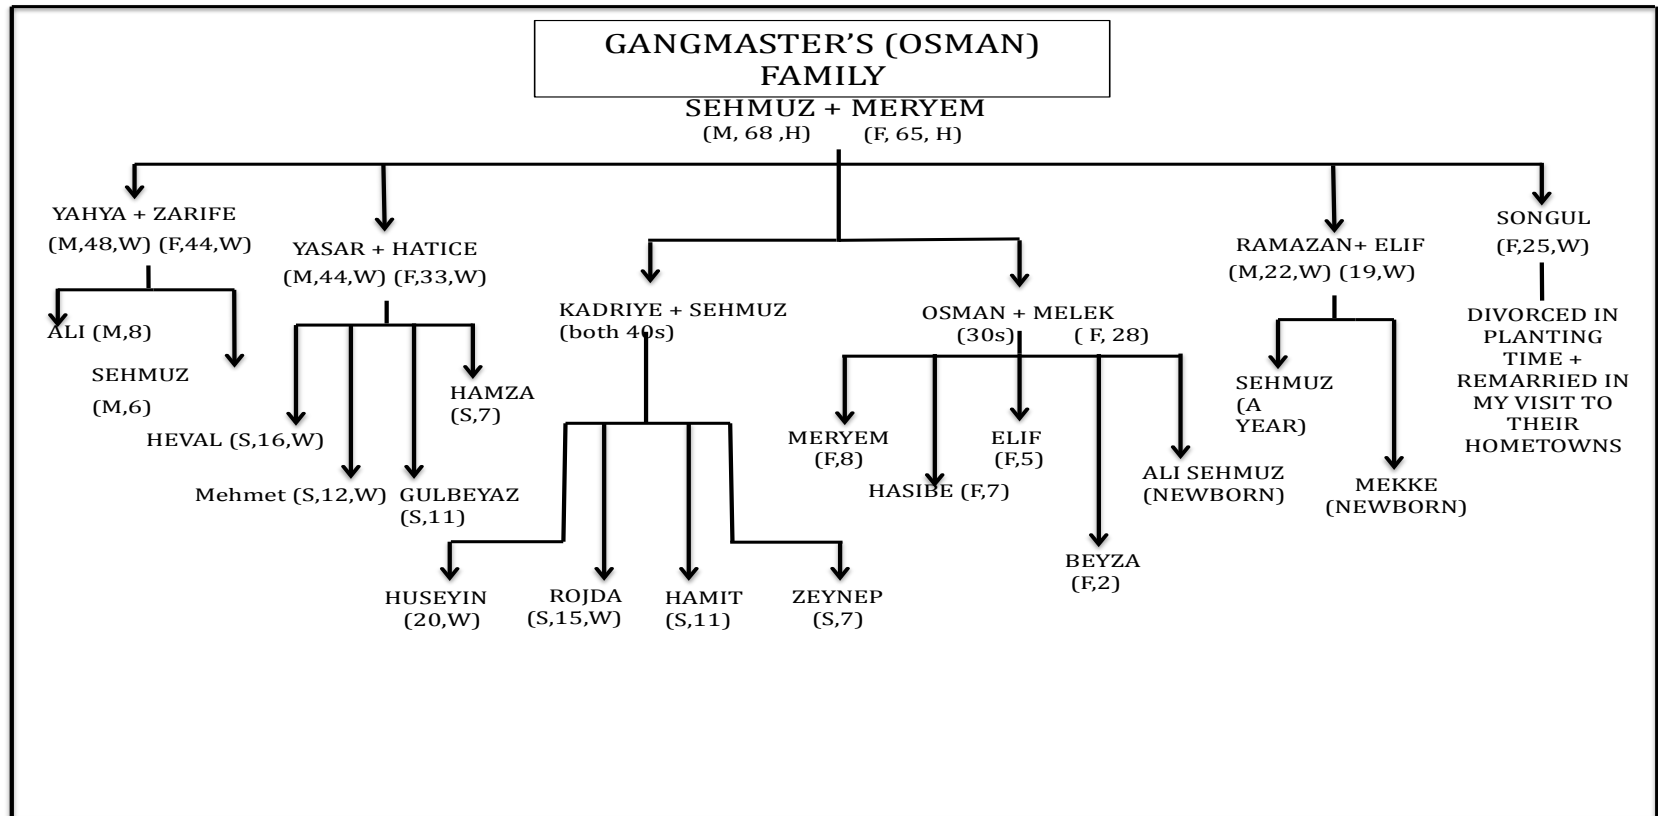 GANGMASTER'S (OSMAN)
FAMILY
SEHMUZ + MERYEM
(M, 68 ,H) (F, 65, H)
YAHYA + ZARIFE
(M,48,W) (F,44,W)
ALI (M,8)
SEHMUZ
(M,6)
YASAR + HATICE
(M,44,W) (F,33,W)
HEVAL (S,16,W)
Mehmet (S,12,W)
GULBEYAZ
(S,11)
HAMZA
(S,7)
KADRIYE + SEHMUZ
(both 40s)
HUSEYIN
(20,W)
ROJDA
(S,15,W)
HAMIT
(S,11)
ZEYNEP
(S,7)
OSMAN + MELEK
(30s) ( F, 28)
MERYEM
(F,8)
HASIBE (F,7)
ELIF
(F,5)
BEYZA
(F,2)
ALI SEHMUZ
(NEWBORN)
RAMAZAN+ ELIF
(M,22,W) (19,W)
SEHMUZ
(A
YEAR)
MEKKE
(NEWBORN)
SONGUL
(F,25,W)
DIVORCED IN
PLANTING
TIME +
REMARRIED IN
MY VISIT TO
THEIR
HOMETOWNS